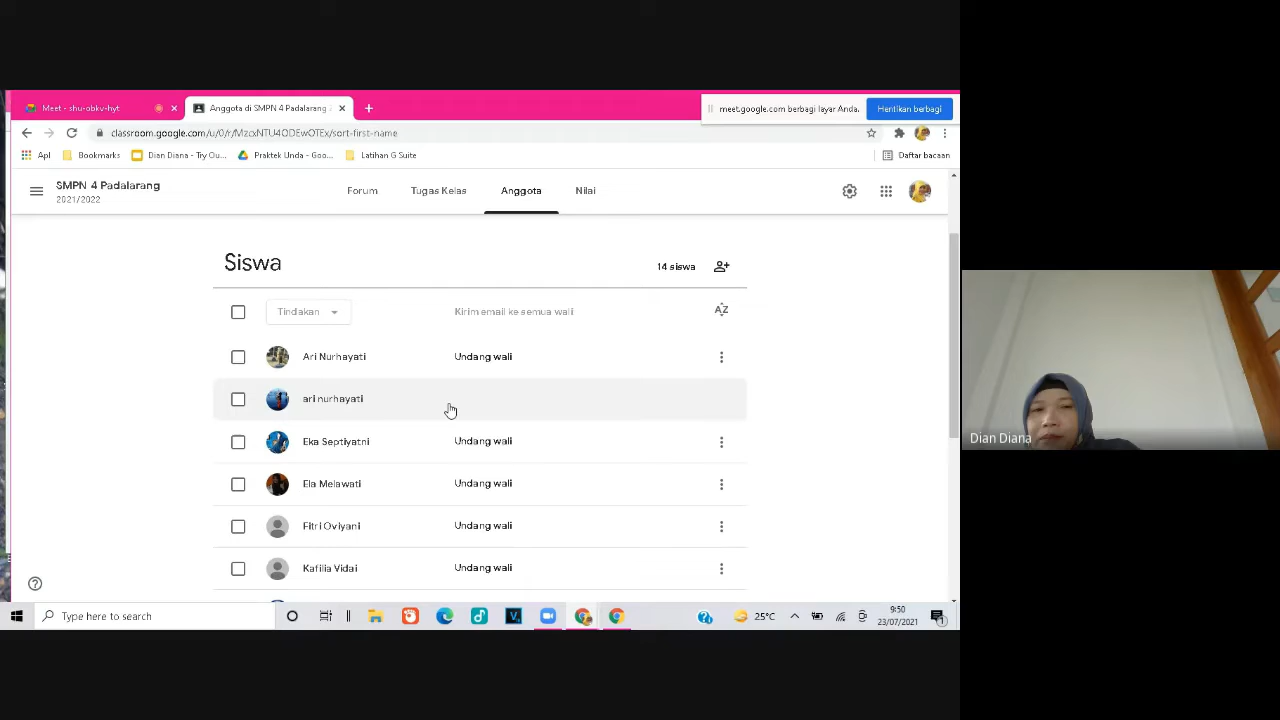 Meet - shu-obkv-hyt
Anggota di SMPN 4 Padalarang
meet.google.com berbagi layar Anda.
Hentikan berbagi
classroom.google.com/u/0/r/MzcxNTU4ODEwOTEx/sort-first-name
Apl
Bookmarks
Dian Diana - Try Ou...
Praktek Unda - Goo...
Latihan G Suite
Daftar bacaan
SMPN 4 Padalarang
2021/2022
Forum
Tugas Kelas
Anggota
Nilai
Siswa
14 siswa
Tindakan
Kirim email ke semua wali
AZ
Ari Nurhayati
Undang wali
ari nurhayati
Eka Septiyatni
Undang wali
Ela Melawati
Undang wali
Fitri Oviyani
Undang wali
Kafilia Vidai
Undang wali
Dian Diana
Type here to search
25°C
9:50
23/07/2021
1